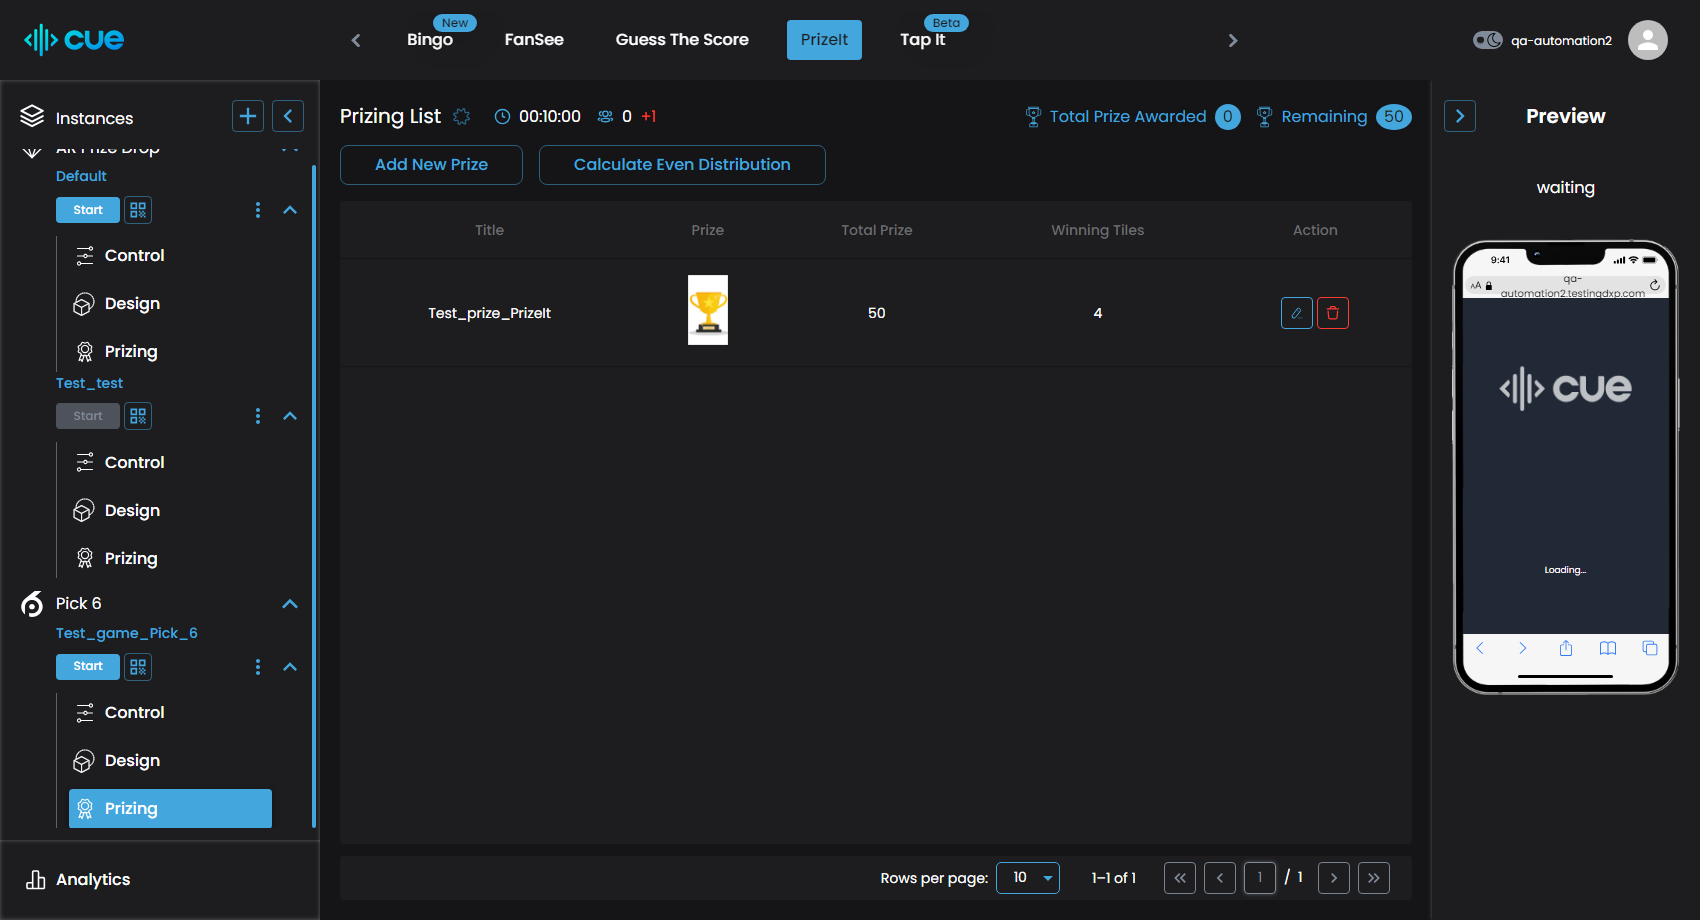 cue
Bingo
New
FanSee
Guess The Score
PrizeIt
Tap It
Beta
qa-automation2
Instances
AR Prize Drop
Default
Start
Control
Design
Prizing
Test_test
Start
Control
Design
Prizing
Pick 6
Test_game_Pick_6
Start
Control
Design
Prizing
Analytics
Prizing List
00:10:00
0 +1
Total Prize Awarded 0
Remaining 50
Add New Prize
Calculate Even Distribution
Title Prize Total Prize Winning Tiles Action
Test_prize_PrizeIt 50 4
Rows per page: 10 1–1 of 1 1 / 1
Preview
waiting
9:41
AA
qa-
automation2.testingdxp.com
cue
Loading...